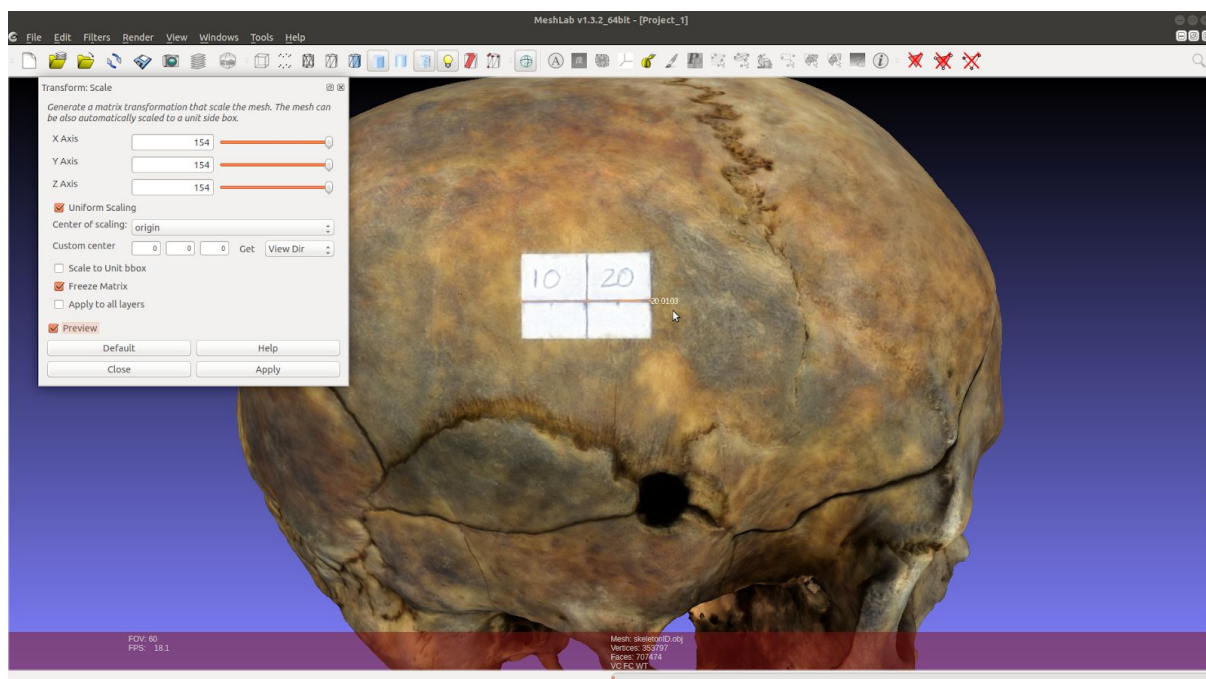 MeshLab v1.3.2_64bit - [Project_1]
File Edit Filters Render View Windows Tools Help
Transform: Scale
Generate a matrix transformation that scale the mesh. The mesh can
be also automatically scaled to a unit side box.
X Axis 154
Y Axis 154
Z Axis 154
Uniform Scaling
Center of scaling: origin
Custom center 0 0 0 Get View Dir
Scale to Unit bbox
Freeze Matrix
Apply to all layers
Preview
Default Help
Close Apply
10 20
20.0103
FOV: 60
FPS: 18.1
Mesh: skeletonID.obj
Vertices: 353797
Faces: 707474
VC FC WT